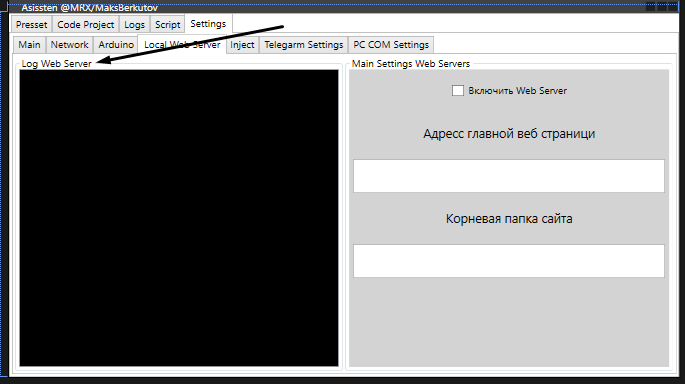 Asissten @MRX/MaksBerkutov
Presset Code Project Logs Script Settings
Main Network Arduino Local Web Server Inject Telegarm Settings PC COM Settings
Log Web Server
Main Settings Web Servers
Включить Web Server
Адресс главной веб страници
Корневая папка сайта